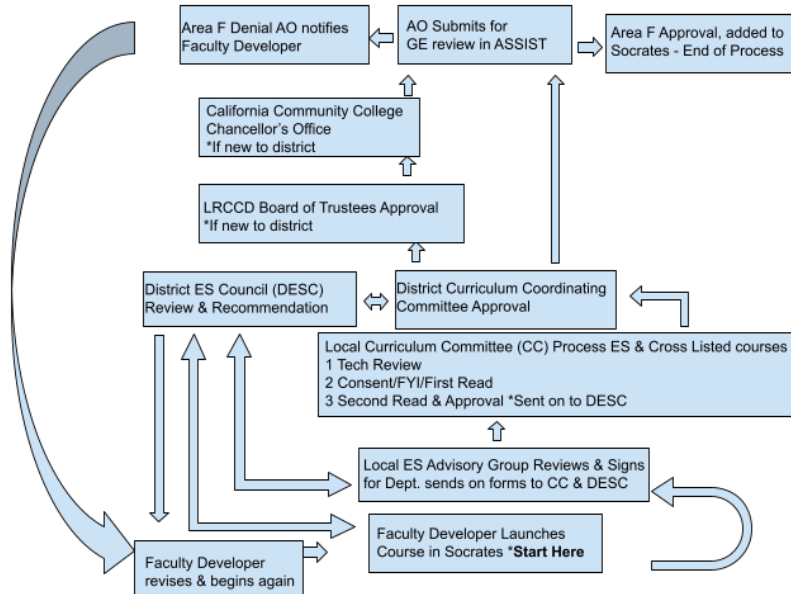 Area F Denial AO notifies
Faculty Developer
AO Submits for
GE review in ASSIST
Area F Approval, added to
Socrates - End of Process
California Community College
Chancellor's Office
*If new to district
LRCCD Board of Trustees Approval
*If new to district
District ES Council (DESC)
Review & Recommendation
District Curriculum Coordinating
Committee Approval
Local Curriculum Committee (CC) Process ES & Cross Listed courses
1 Tech Review
2 Consent/FYI/First Read
3 Second Read & Approval *Sent on to DESC
Local ES Advisory Group Reviews & Signs
for Dept. sends on forms to CC & DESC
Faculty Developer Launches
Course in Socrates *Start Here
Faculty Developer
revises & begins again